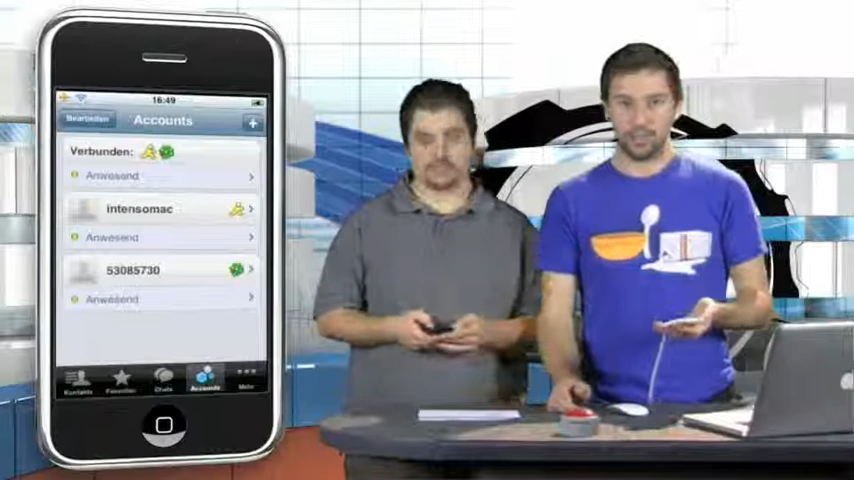 16:49
Bearbeiten
Accounts
+
Verbunden:
Anwesend
intensomac
Anwesend
53085730
Anwesend
Kontakte
Favoriten
Chats
Accounts
Mehr